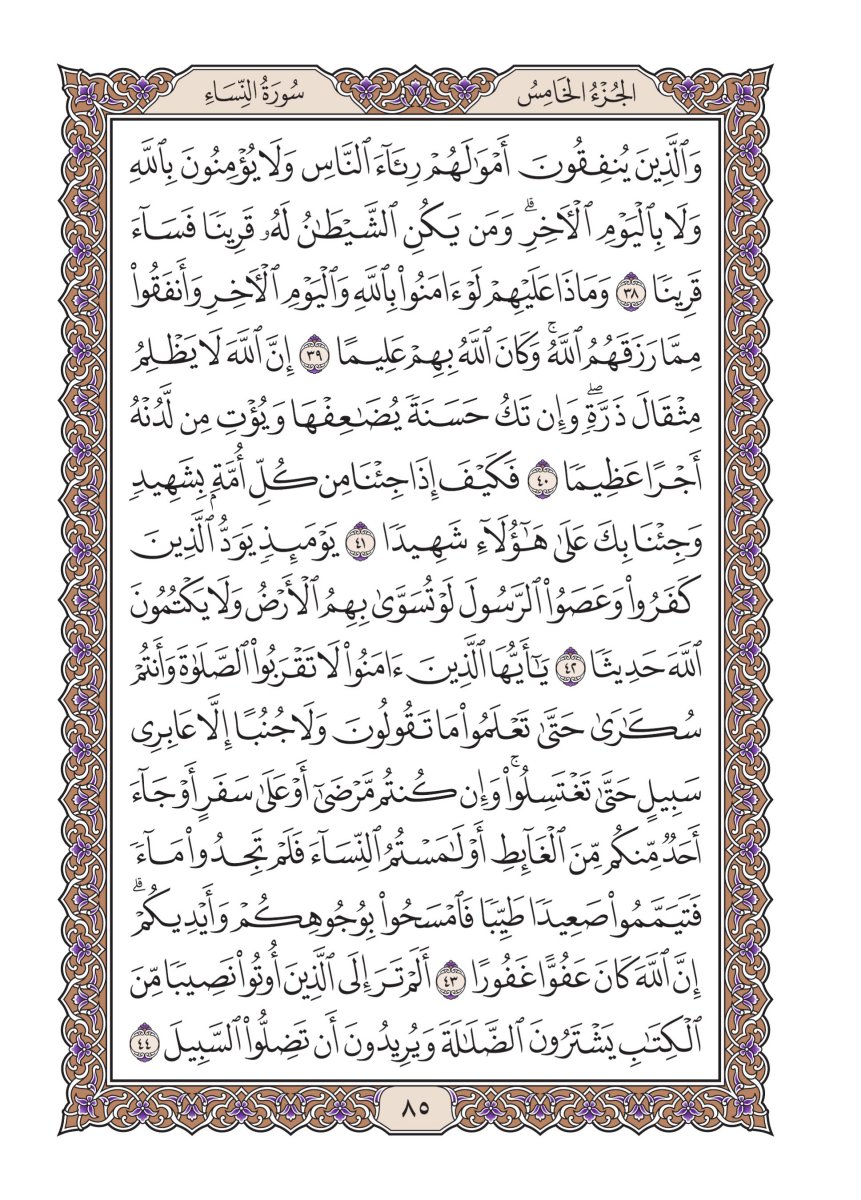 الجُزْءُ الخَامِسُ
سُورَةُ النِّسَاءِ
وَٱلَّذِينَ يُنفِقُونَ أَمْوَٰلَهُمْ رِئَآءَ ٱلنَّاسِ وَلَا يُؤْمِنُونَ بِٱللَّهِ
وَلَا بِٱلْيَوْمِ ٱلْأَخِرِۗ وَمَن يَكُنِ ٱلشَّيْطَٰنُ لَهُۥ قَرِينٗا فَسَآءَ
قَرِينٗا ٣٨ وَمَاذَا عَلَيْهِمْ لَوْ ءَامَنُوا۟ بِٱللَّهِ وَٱلْيَوْمِ ٱلْأَخِرِ وَأَنفَقُوا۟
مِمَّا رَزَقَهُمُ ٱللَّهُۚ وَكَانَ ٱللَّهُ بِهِمْ عَلِيمًا ٣٩ إِنَّ ٱللَّهَ لَا يَظْلِمُ
مِثْقَالَ ذَرَّةٖۖ وَإِن تَكُ حَسَنَةٗ يُضَٰعِفْهَا وَيُؤْتِ مِن لَّدُنْهُ
أَجْرًا عَظِيمٗا ٤٠ فَكَيْفَ إِذَا جِئْنَا مِن كُلِّ أُمَّةِۭ بِشَهِيدٖ
وَجِئْنَا بِكَ عَلَىٰ هَٰٓؤُلَآءِ شَهِيدٗا ٤١ يَوْمَئِذٖ يَوَدُّ ٱلَّذِينَ
كَفَرُوا۟ وَعَصَوُا۟ ٱلرَّسُولَ لَوْ تُسَوَّىٰ بِهِمُ ٱلْأَرْضُ وَلَا يَكْتُمُونَ
ٱللَّهَ حَدِيثٗا ٤٢ يَٰٓأَيُّهَا ٱلَّذِينَ ءَامَنُوا۟ لَا تَقْرَبُوا۟ ٱلصَّلَوٰةَ وَأَنتُمْ
سُكَٰرَىٰ حَتَّىٰ تَعْلَمُوا۟ مَا تَقُولُونَ وَلَا جُنُبًا إِلَّا عَابِرِى
سَبِيلٍ حَتَّىٰ تَغْتَسِلُوا۟ۚ وَإِن كُنتُم مَّرْضَىٰٓ أَوْ عَلَىٰ سَفَرٍ أَوْ جَآءَ
أَحَدٞ مِّنكُم مِّنَ ٱلْغَآئِطِ أَوْ لَٰمَسْتُمُ ٱلنِّسَآءَ فَلَمْ تَجِدُوا۟ مَآءٗ
فَتَيَمَّمُوا۟ صَعِيدٗا طَيِّبٗا فَٱمْسَحُوا۟ بِوُجُوهِكُمْ وَأَيْدِيكُمْۗ
إِنَّ ٱللَّهَ كَانَ عَفُوًّا غَفُورًا ٤٣ أَلَمْ تَرَ إِلَى ٱلَّذِينَ أُوتُوا۟ نَصِيبٗا مِّنَ
ٱلْكِتَٰبِ يَشْتَرُونَ ٱلضَّلَٰلَةَ وَيُرِيدُونَ أَن تَضِلُّوا۟ ٱلسَّبِيلَ ٤٤
٨٥